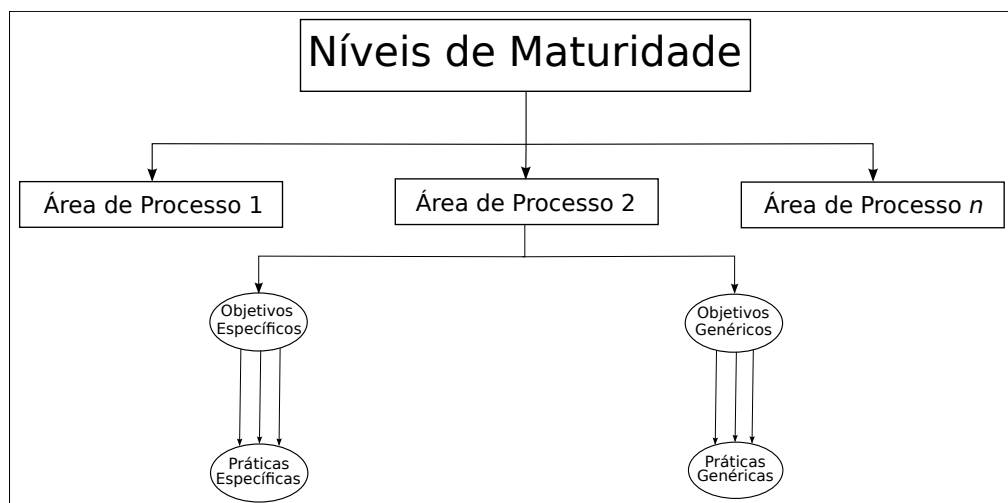 Níveis de Maturidade
Área de Processo 1
Área de Processo 2
Área de Processo n
Objetivos
Específicos
Objetivos
Genéricos
Práticas
Específicas
Práticas
Genéricas